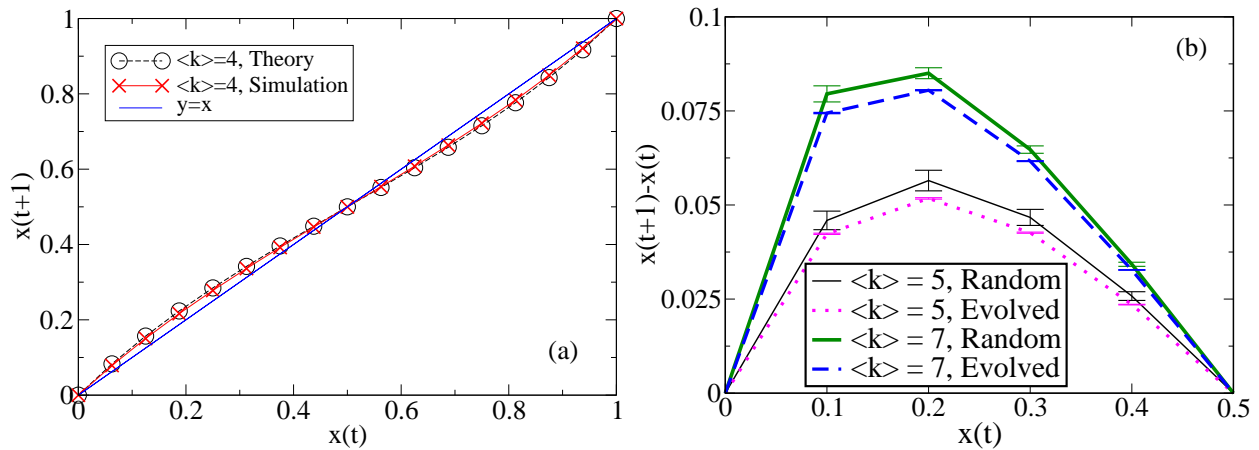 1
0.8
0.6
0.4
0.2
0
x(t+1)
<k>=4, Theory
<k>=4, Simulation
y=x
(a)
0 0.2 0.4 0.6 0.8 1
x(t)
0.1
0.075
0.05
0.025
0
x(t+1)-x(t)
(b)
<k> = 5, Random
<k> = 5, Evolved
<k> = 7, Random
<k> = 7, Evolved
0 0.1 0.2 0.3 0.4 0.5
x(t)